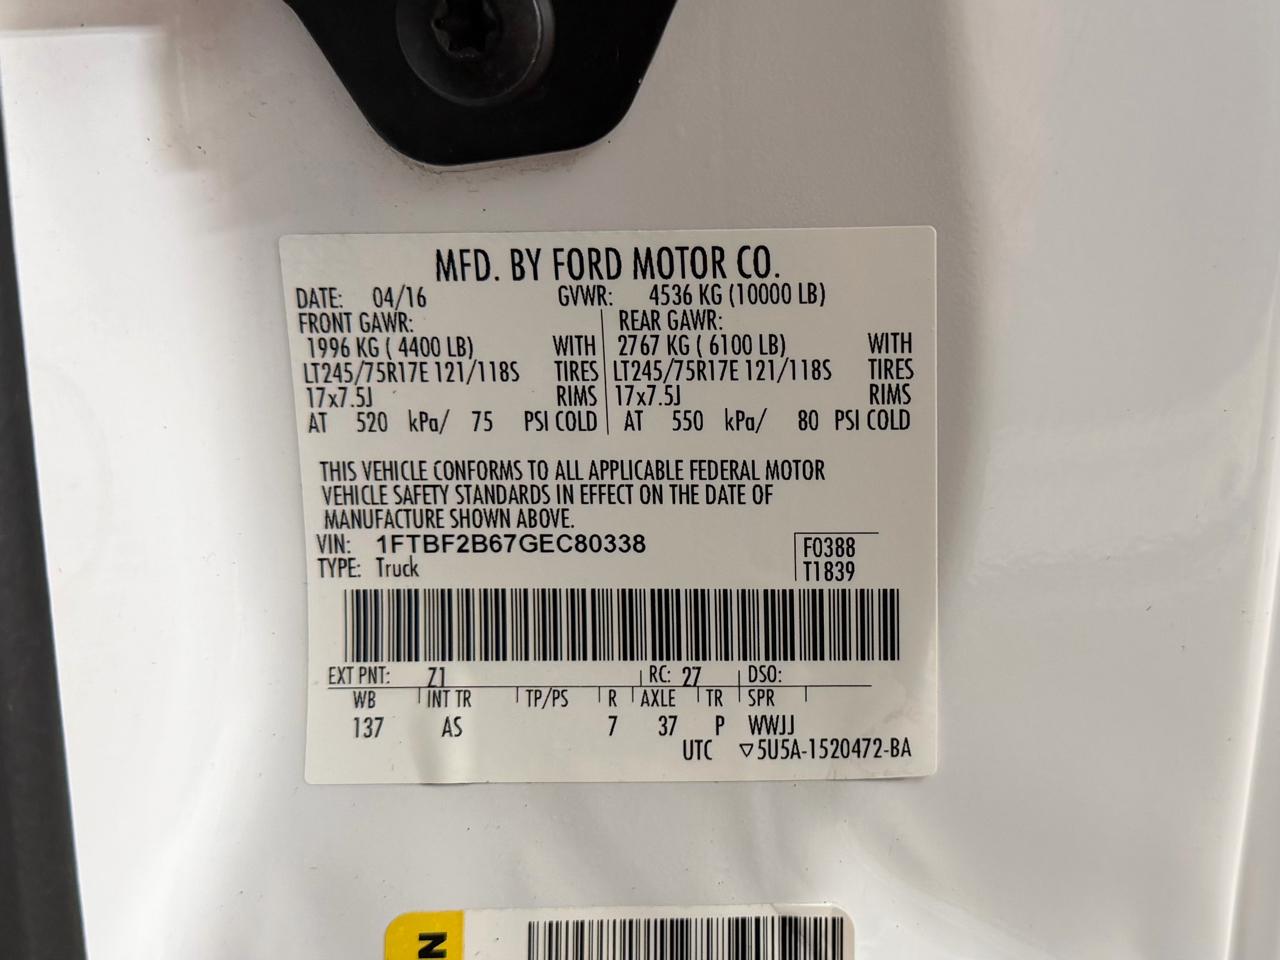 MFD. BY FORD MOTOR CO.
DATE: 04/16 GVWR: 4536 KG (10000 LB)
FRONT GAWR: REAR GAWR:
1996 KG ( 4400 LB) WITH 2767 KG ( 6100 LB) WITH
LT245/75R17E 121/118S TIRES LT245/75R17E 121/118S TIRES
17x7.5J RIMS 17x7.5J RIMS
AT 520 kPa/ 75 PSI COLD AT 550 kPa/ 80 PSI COLD
THIS VEHICLE CONFORMS TO ALL APPLICABLE FEDERAL MOTOR
VEHICLE SAFETY STANDARDS IN EFFECT ON THE DATE OF
MANUFACTURE SHOWN ABOVE.
VIN: 1FTBF2B67GEC80338 F0388
TYPE: Truck T1839
EXT PNT: Z1 RC: 27 DSO:
WB INT TR TP/PS R AXLE TR SPR
137 AS 7 37 P WWJJ
UTC ▽5U5A-1520472-BA
N